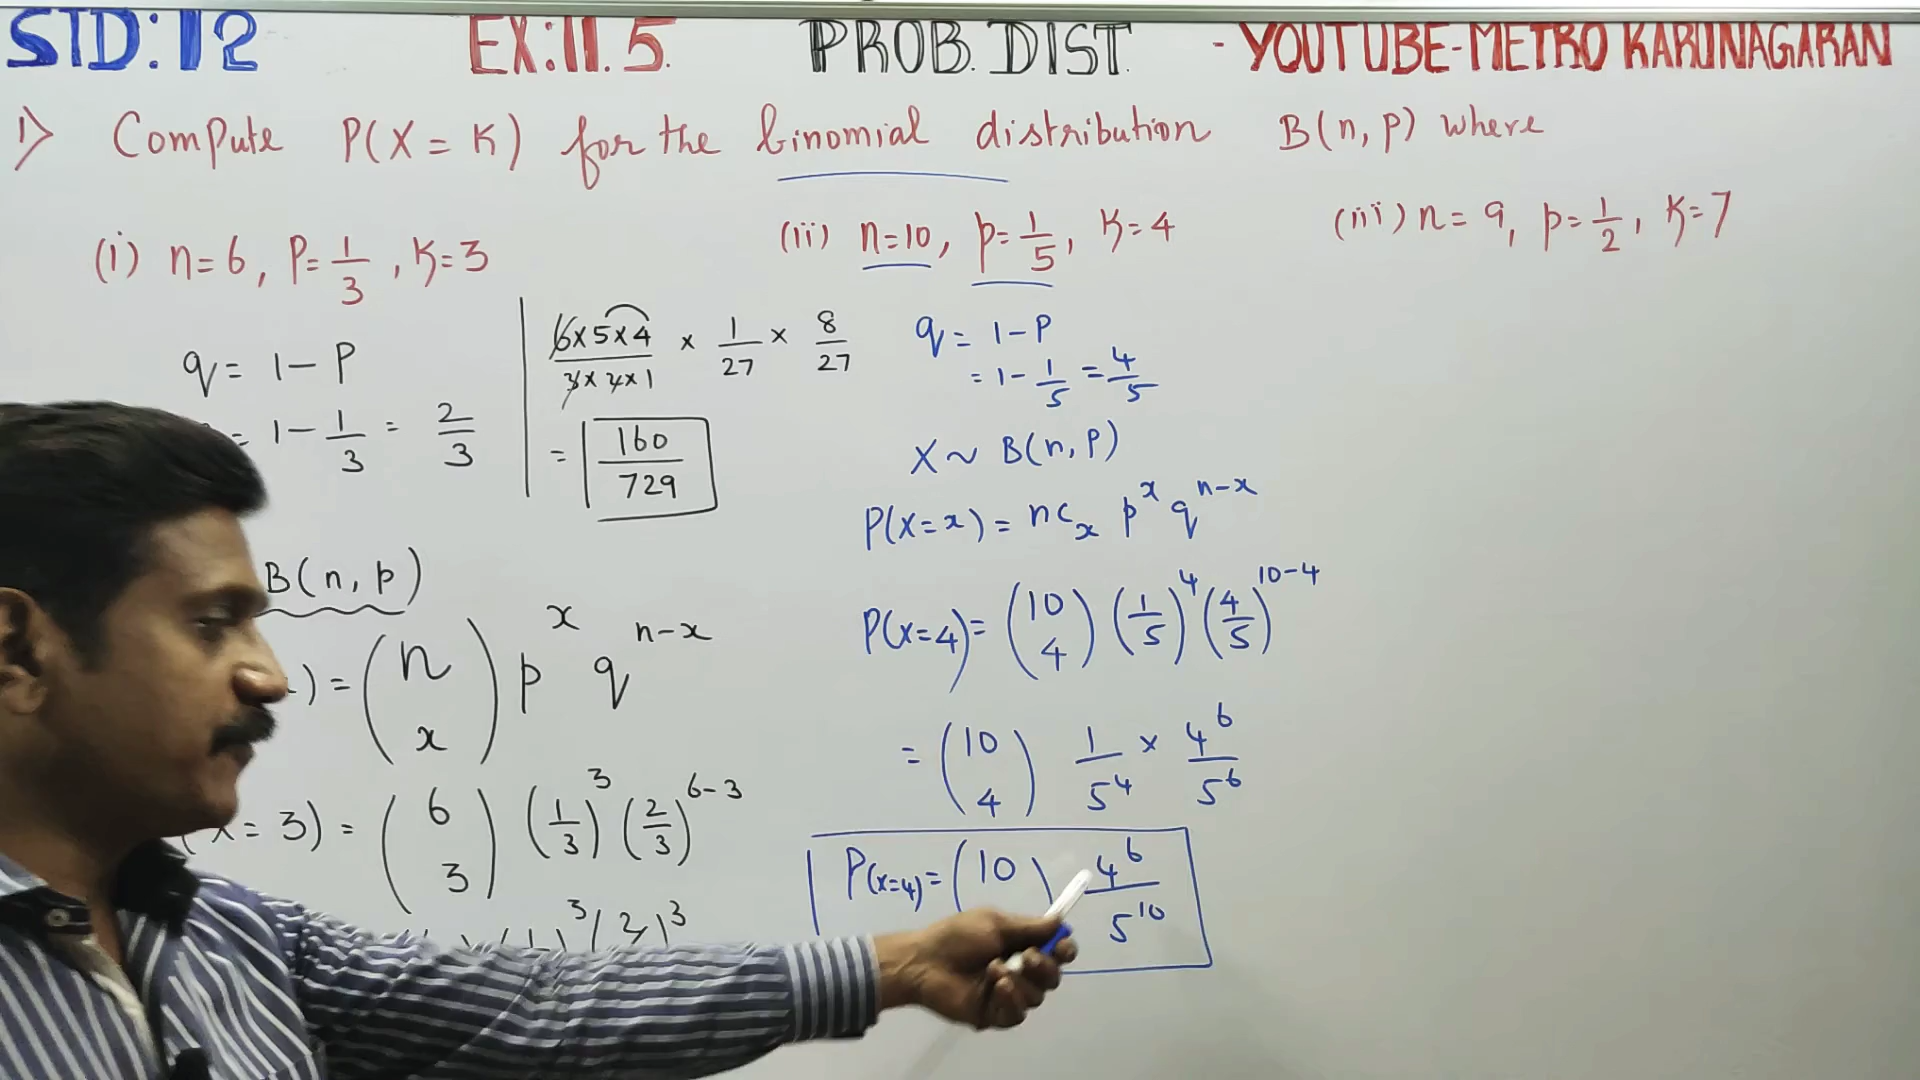 STD:12 EX:11.5. PROB. DIST. - YOUTUBE-METRO KARUNAGARAN
1) Compute P(X = K) for the binomial distribution B(n, p) where
(i) n=6, P=1/3, K=3
(ii) n=10, p=1/5, K=4
(iii) n=9, p=1/2, K=7
q = 1-P
= 1-1/3 = 2/3
B(n, p)
) = (n x) p^x q^n-x
x=3) = (6 3) (1/3)^3 (2/3)^6-3
6×5×4/3×2×1 × 1/27 × 8/27
= 160/729
q = 1-P
= 1-1/5 = 4/5
X ~ B(n, P)
P(X=x) = nC_x p^x q^n-x
P(X=4) = (10 4) (1/5)^4 (4/5)^10-4
= (10 4) 1/5^4 × 4^6/5^6
P(x=4) = (10 ) 4^6/5^10